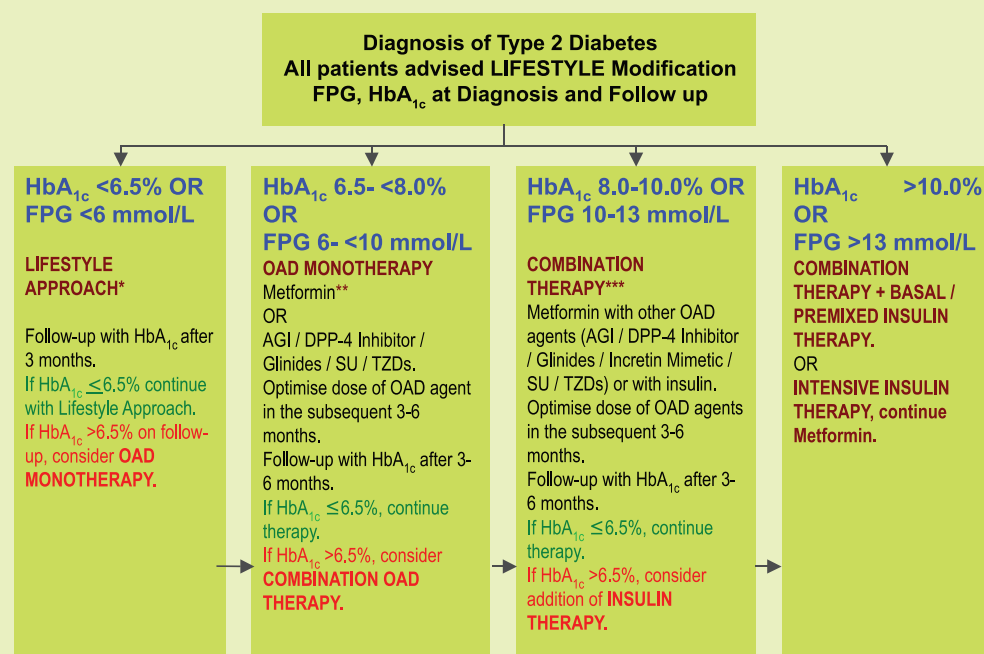 Diagnosis of Type 2 Diabetes
All patients advised LIFESTYLE Modification
FPG, HbA1c at Diagnosis and Follow up
HbA1c <6.5% OR
FPG <6 mmol/L
LIFESTYLE
APPROACH*
Follow-up with HbA1c after
3 months.
If HbA1c ≤6.5% continue
with Lifestyle Approach.
If HbA1c >6.5% on follow-
up, consider OAD
MONOTHERAPY.
HbA1c 6.5- <8.0%
OR
FPG 6- <10 mmol/L
OAD MONOTHERAPY
Metformin**
OR
AGI / DPP-4 Inhibitor /
Glinides / SU / TZDs.
Optimise dose of OAD agent
in the subsequent 3-6
months.
Follow-up with HbA1c after 3-
6 months.
If HbA1c ≤6.5%, continue
therapy.
If HbA1c >6.5%, consider
COMBINATION OAD
THERAPY.
HbA1c 8.0-10.0% OR
FPG 10-13 mmol/L
COMBINATION
THERAPY***
Metformin with other OAD
agents (AGI / DPP-4 Inhibitor
/ Glinides / Incretin Mimetic /
SU / TZDs) or with insulin.
Optimise dose of OAD agents
in the subsequent 3-6
months.
Follow-up with HbA1c after 3-
6 months.
If HbA1c ≤6.5%, continue
therapy.
If HbA1c >6.5%, consider
addition of INSULIN
THERAPY.
HbA1c >10.0%
OR
FPG >13 mmol/L
COMBINATION
THERAPY + BASAL /
PREMIXED INSULIN
THERAPY.
OR
INTENSIVE INSULIN
THERAPY, continue
Metformin.